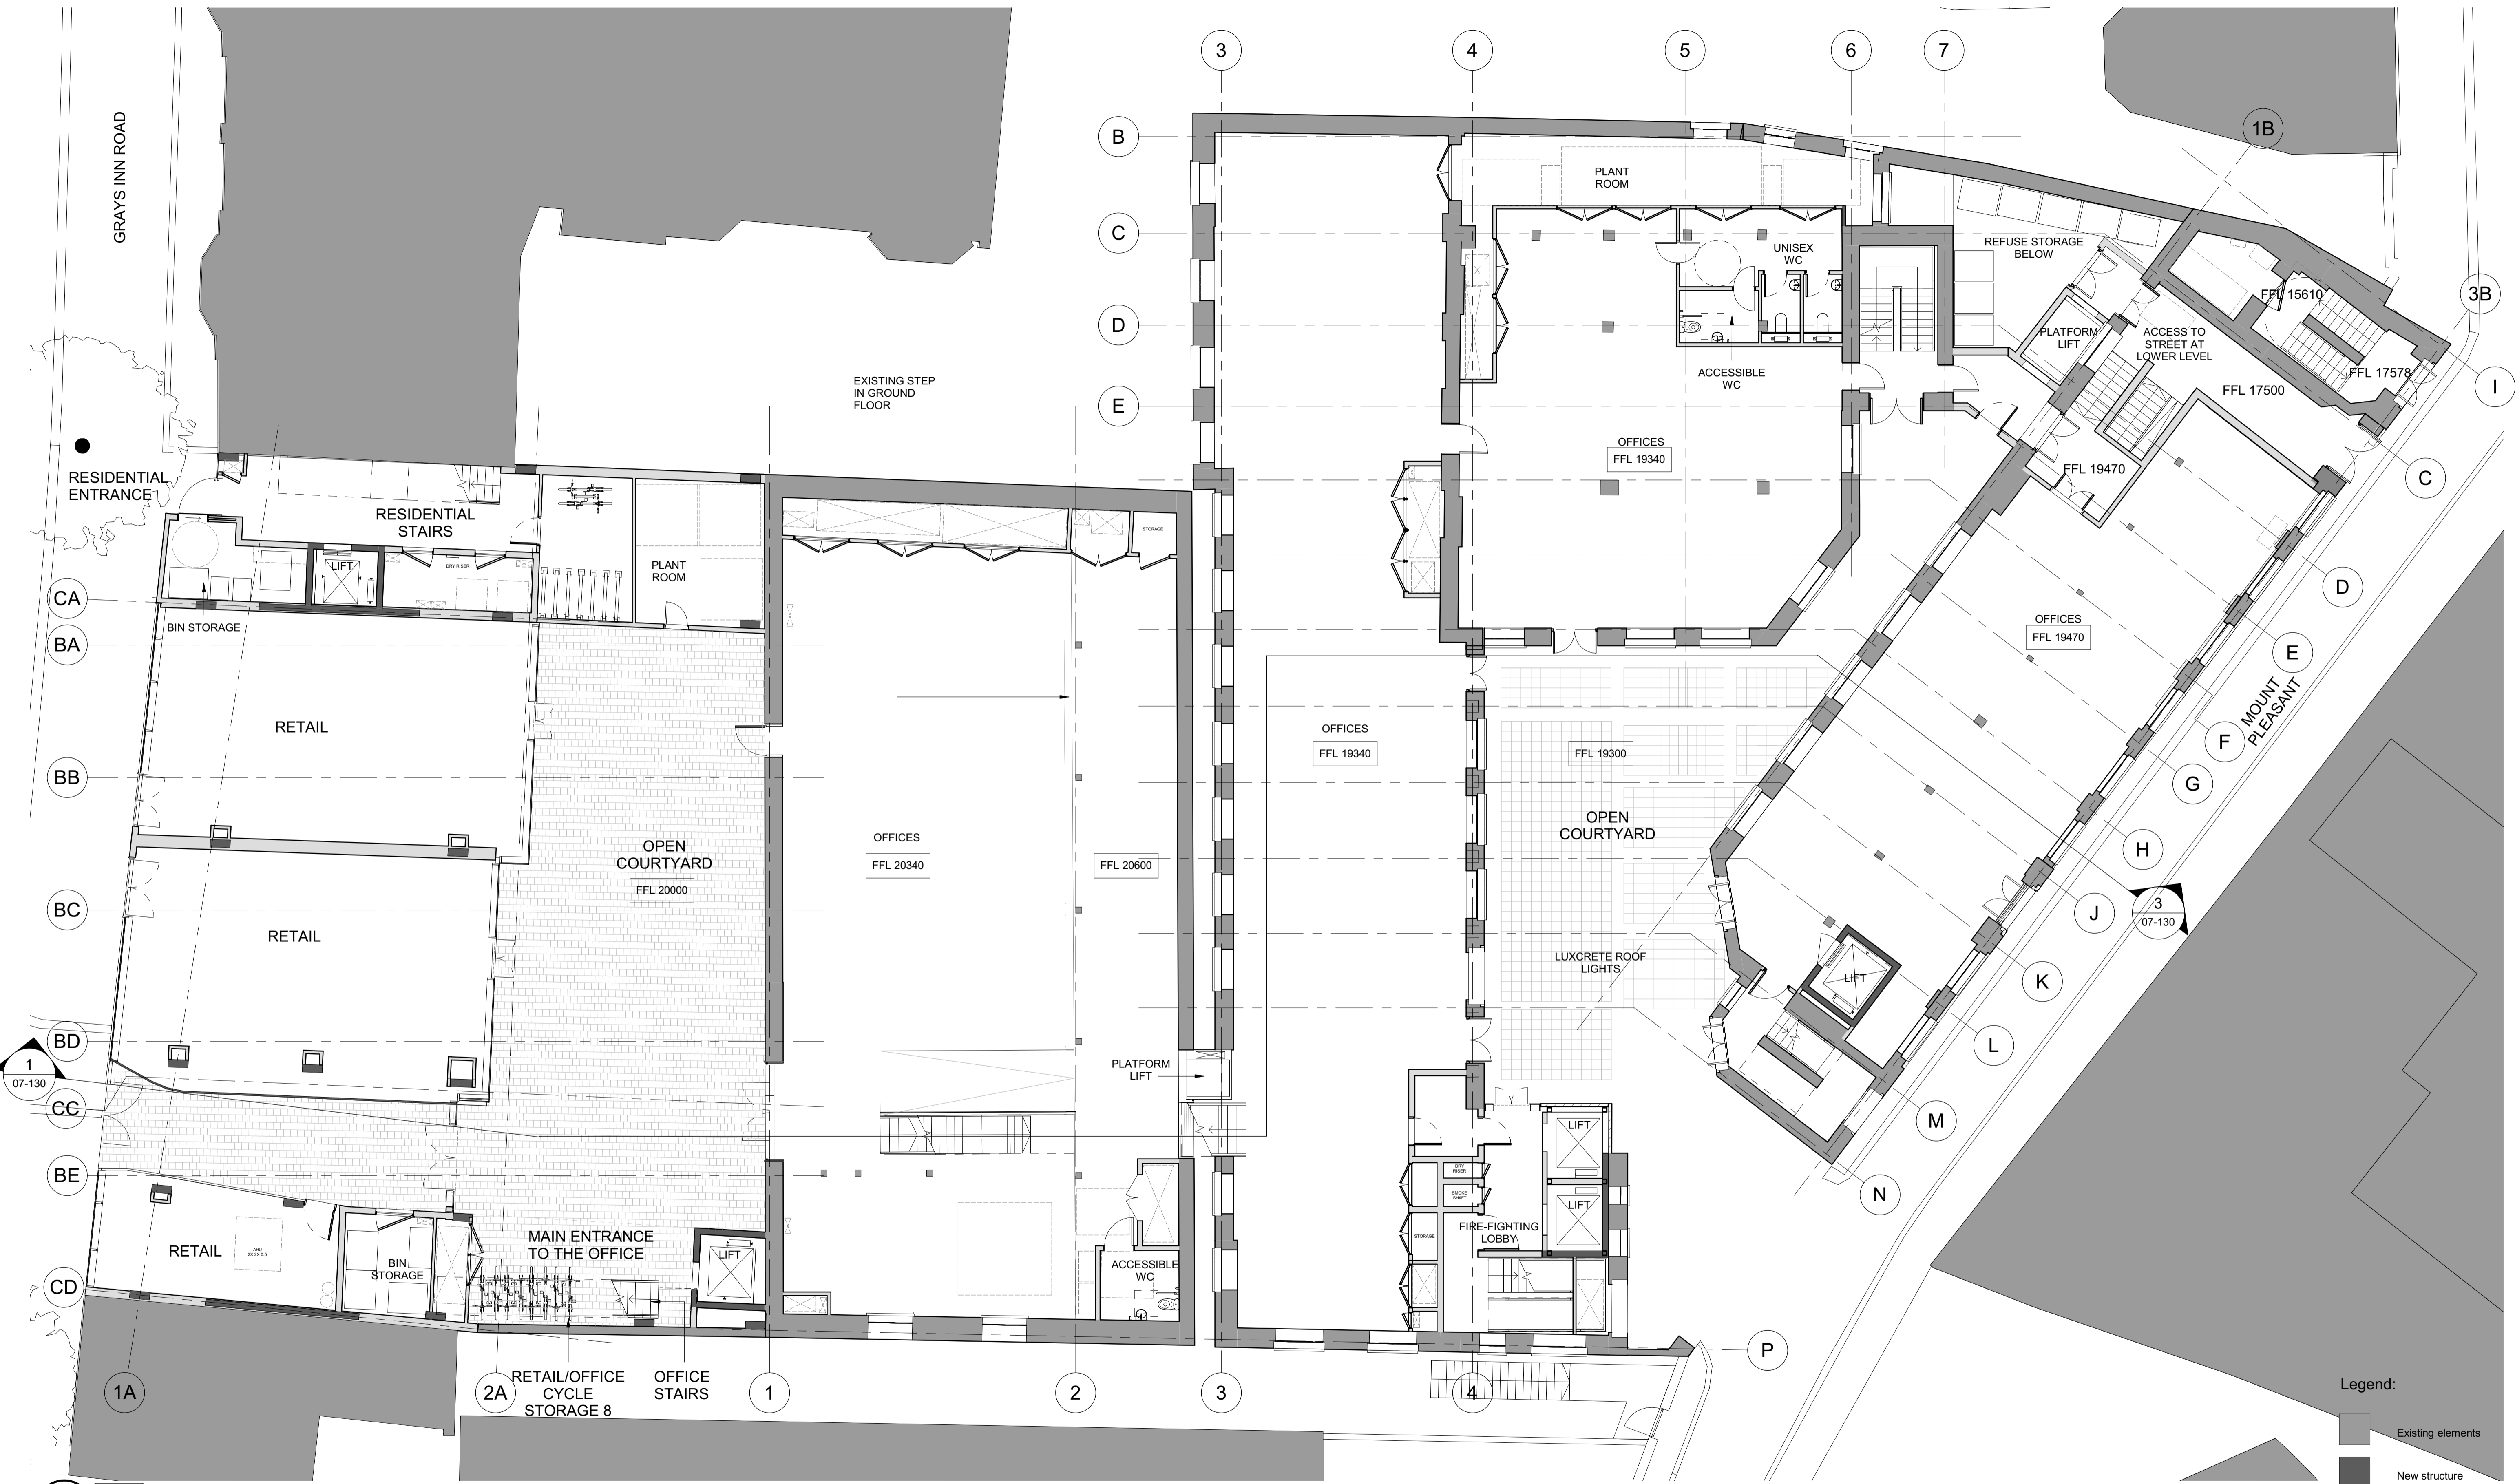 3
4
5
6
7
B
1B
GRAYS INN ROAD
PLANT
ROOM
C
UNISEX
WC
REFUSE STORAGE
BELOW
FFL 15610
3B
D
PLATFORM
LIFT
ACCESS TO
STREET AT
LOWER LEVEL
ACCESSIBLE
WC
FFL 17578
I
FFL 17500
EXISTING STEP
IN GROUND
FLOOR
E
OFFICES
FFL 19340
FFL 19470
C
RESIDENTIAL
ENTRANCE
RESIDENTIAL
STAIRS
STORAGE
LIFT
DRY RISER
PLANT
ROOM
D
CA
BIN STORAGE
BA
OFFICES
FFL 19470
E
MOUNT
PLEASANT
RETAIL
OFFICES
FFL 19340
FFL 19300
F
BB
G
OPEN
COURTYARD
OFFICES
FFL 20340
FFL 20600
OPEN
COURTYARD
FFL 20000
H
BC
RETAIL
J
3
07-130
LUXCRETE ROOF
LIGHTS
LIFT
K
BD
L
1
07-130
PLATFORM
LIFT
CC
M
LIFT
BE
DRY
RISER
SMOKE
SHAFT
N
LIFT
FIRE-FIGHTING
LOBBY
STORAGE
RETAIL
AHU
2X 2X 0.5
BIN
STORAGE
MAIN ENTRANCE
TO THE OFFICE
LIFT
ACCESSIBLE
WC
CD
P
1A
2A
RETAIL/OFFICE
CYCLE
STORAGE 8
OFFICE
STAIRS
1
2
3
4
Legend:
Existing elements
New structure